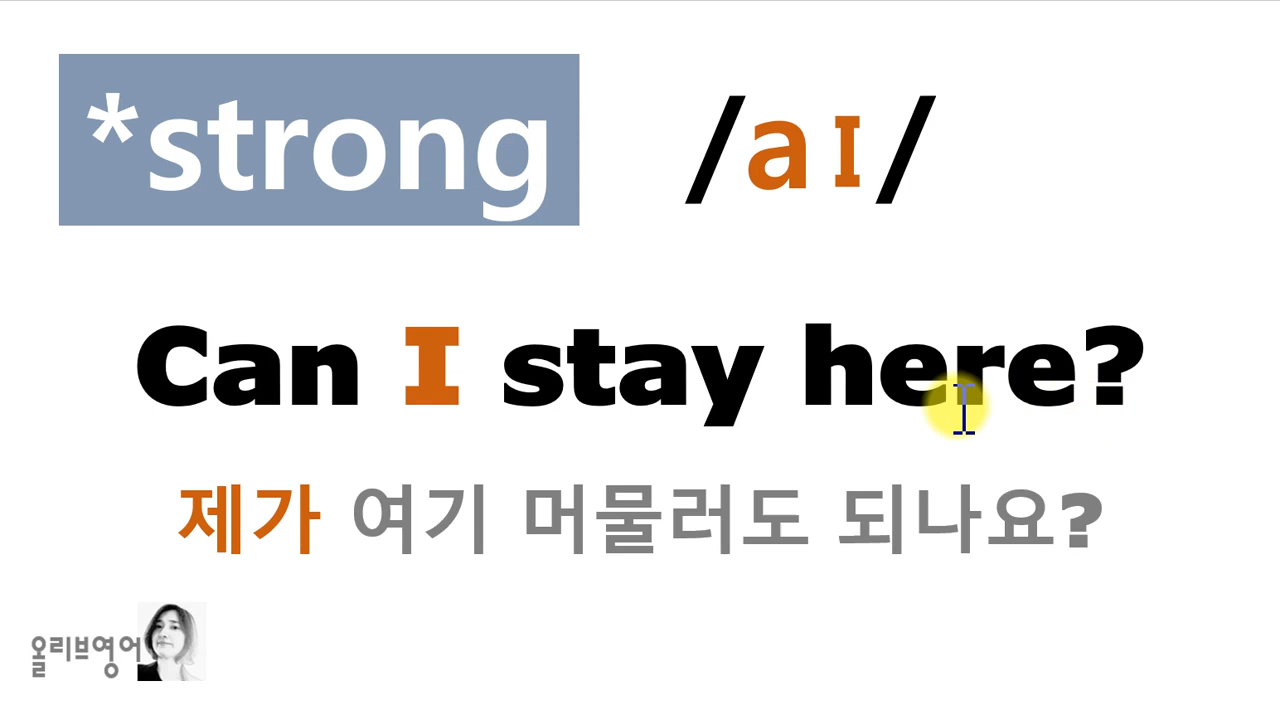 *strong
/aɪ/
Can I stay here?
제가 여기 머물러도 되나요?
올리브영어